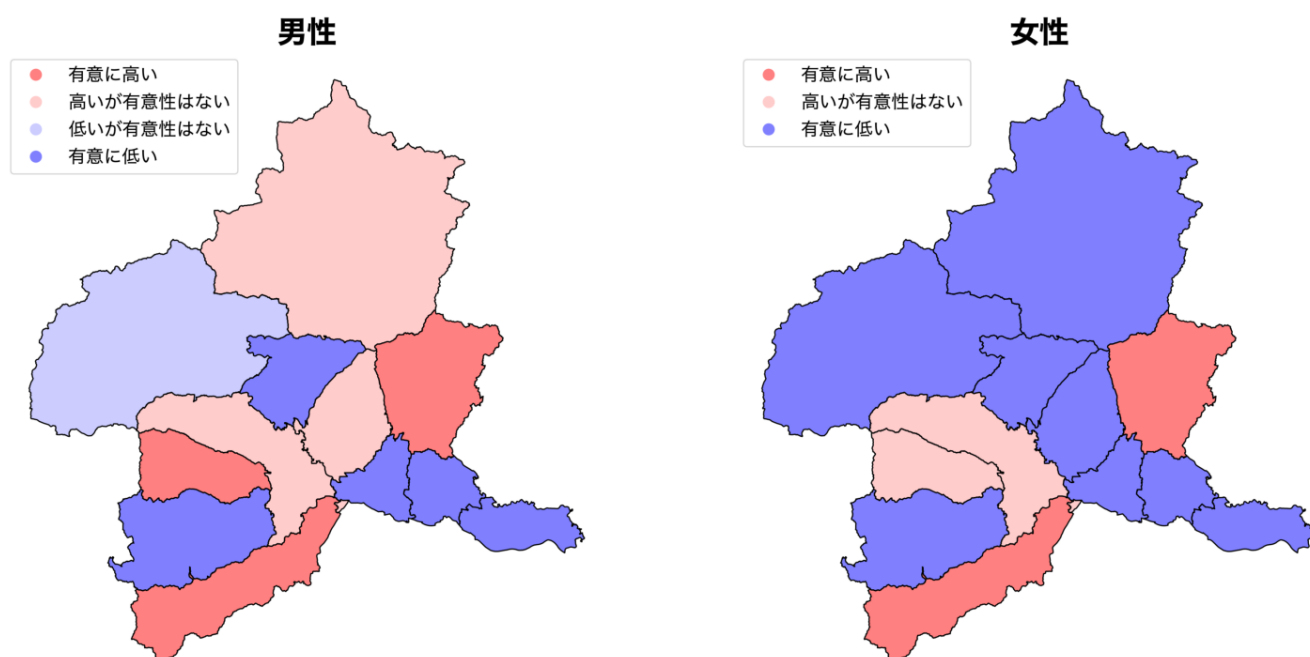 男性
有意に高い
高いが有意性はない
低いが有意性はない
有意に低い
女性
有意に高い
高いが有意性はない
有意に低い